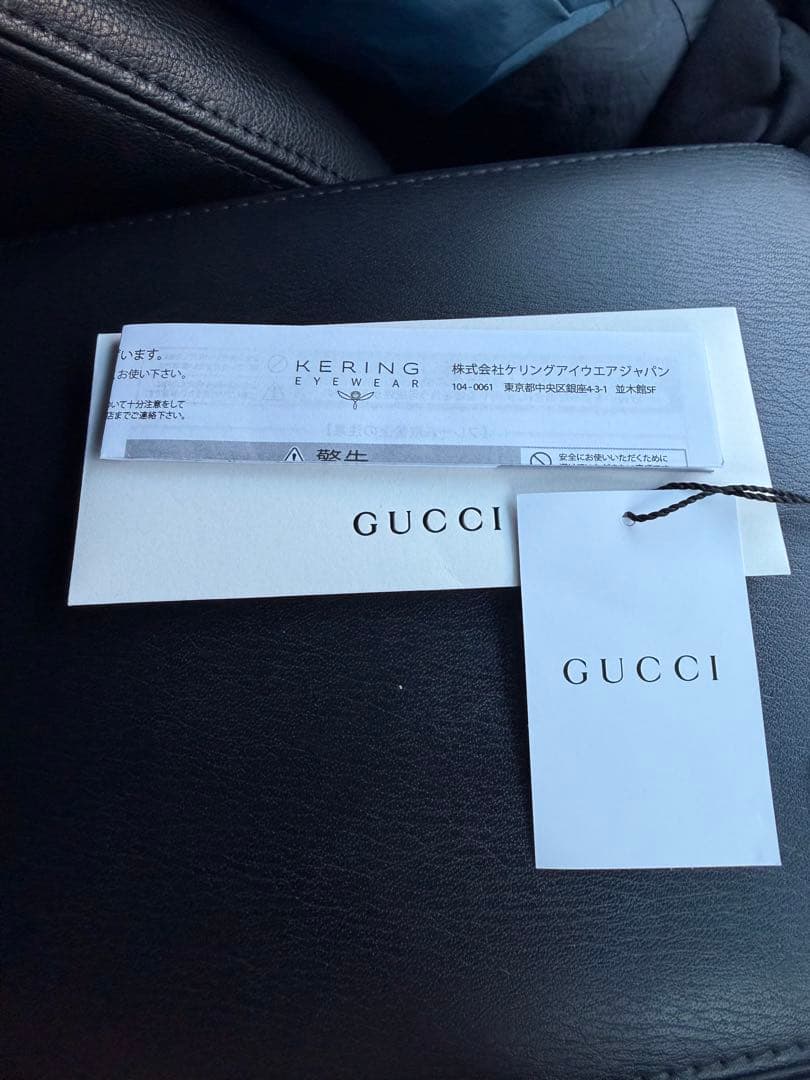 います。
お使い下さい。
いて十分注意をして
店までご連絡下さい。
KERING
EYEWEAR
株式会社ケリングアイウエアジャパン
104-0061 東京都中央区銀座4-3-1 並木館5F
警告
安全にお使いいただくために
GUCCI
GUCCI